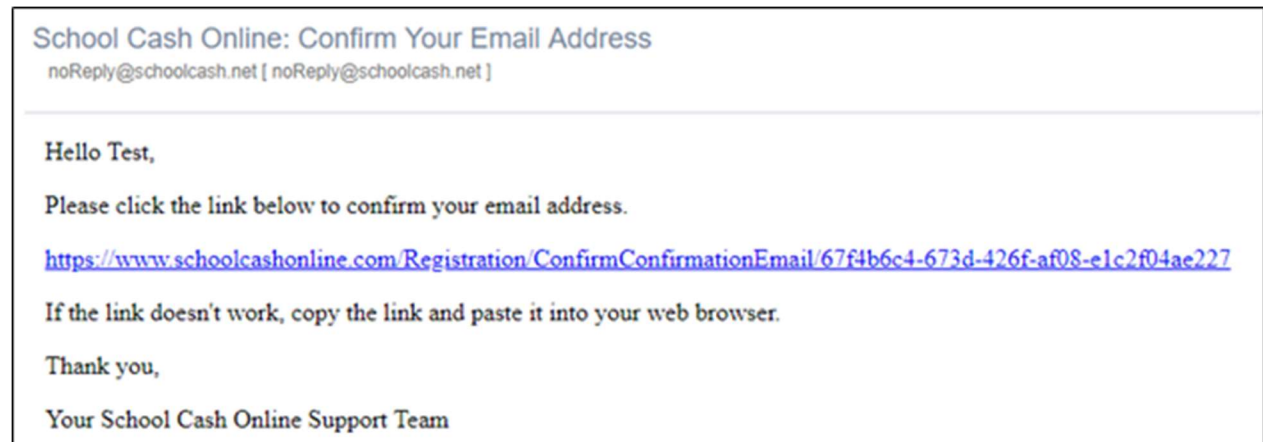 School Cash Online: Confirm Your Email Address
noReply@schoolcash.net [ noReply@schoolcash.net ]
Hello Test,
Please click the link below to confirm your email address.
https://www.schoolcashonline.com/Registration/ConfirmConfirmationEmail/67f4b6c4-673d-426f-af08-e1c2f04ae227
If the link doesn't work, copy the link and paste it into your web browser.
Thank you,
Your School Cash Online Support Team